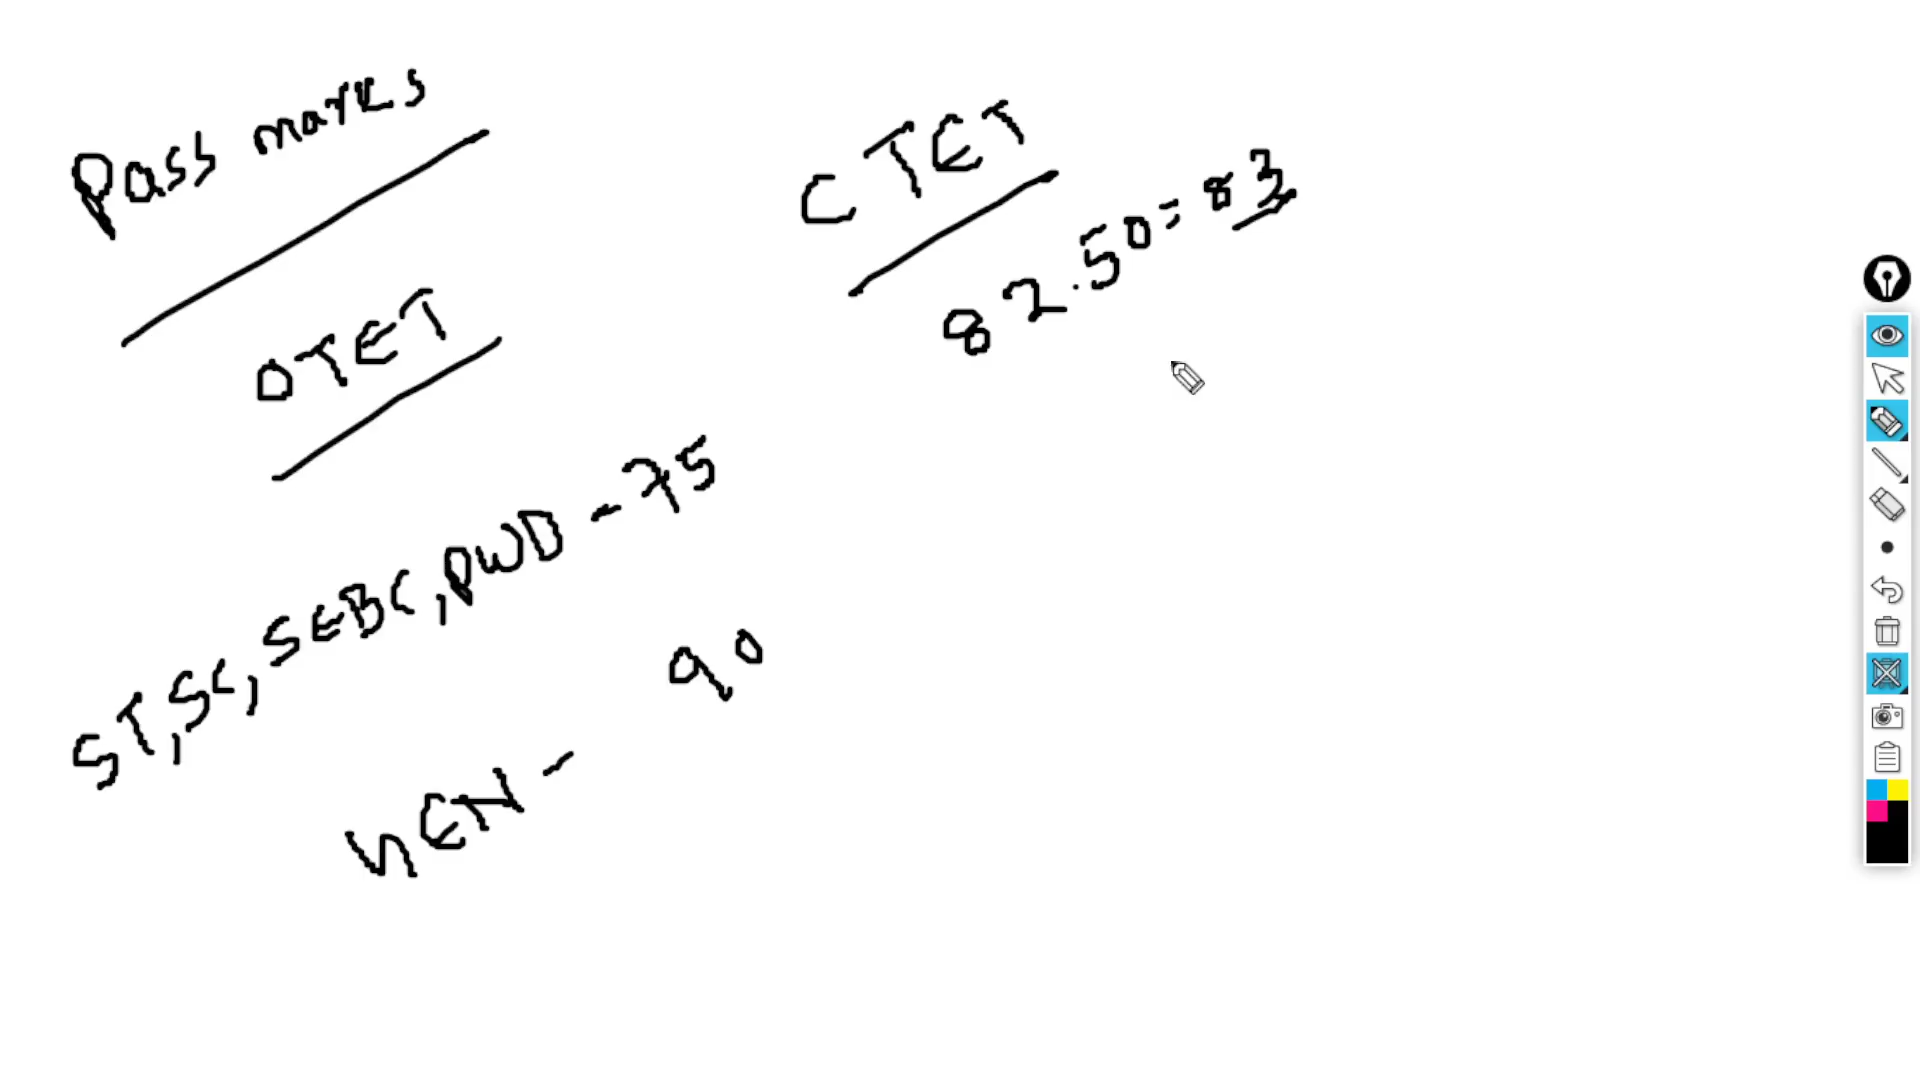 Pass marks
OTET
ST, SC, SEBC, PWD - 75
GEN - 90
CTET
82.50 = 83